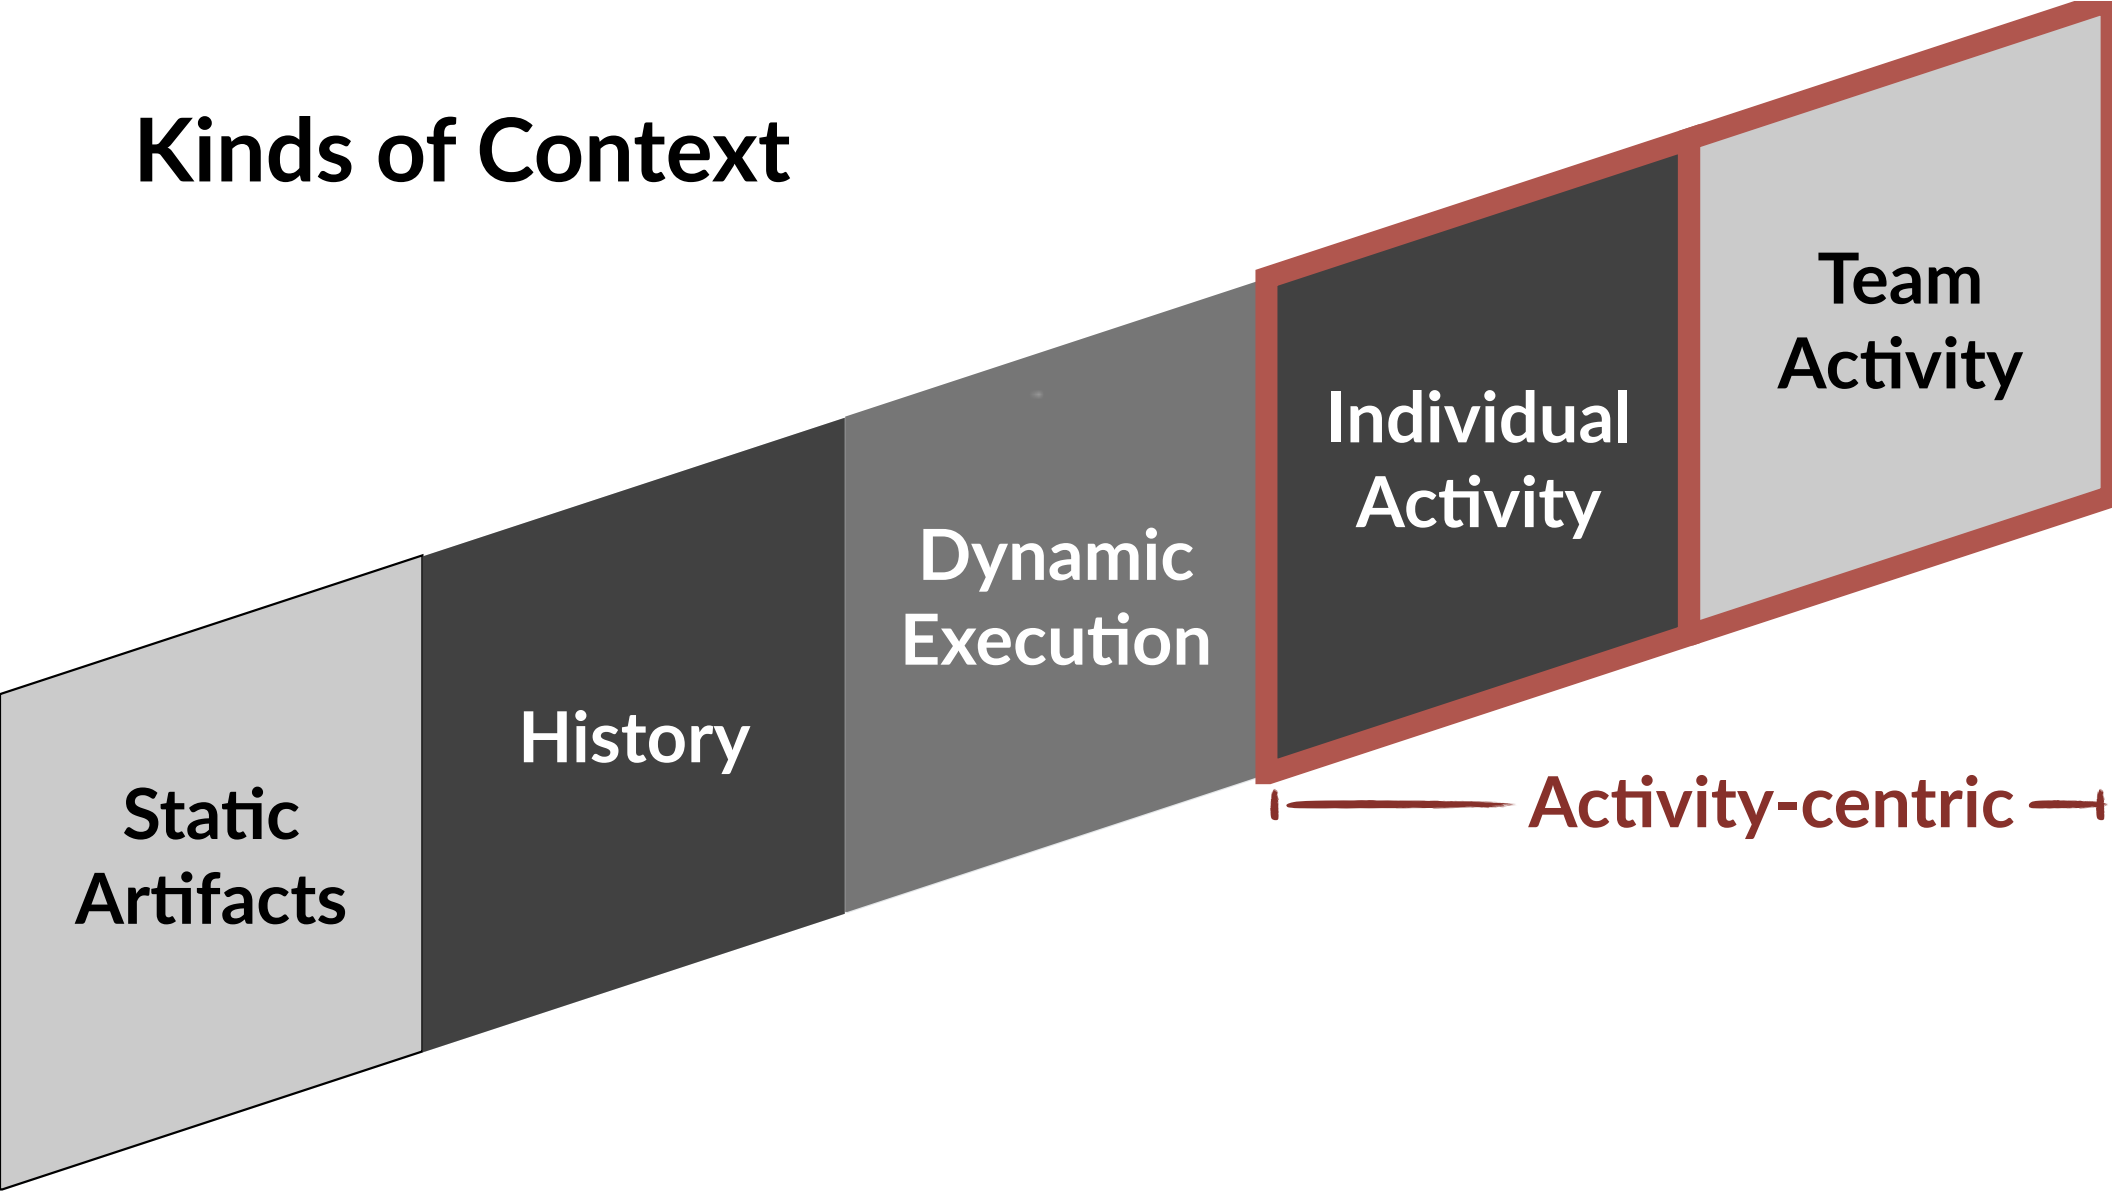 Kinds of Context
Static
Artifacts
History
Dynamic
Execution
Individual
Activity
Team
Activity
Activity-centric